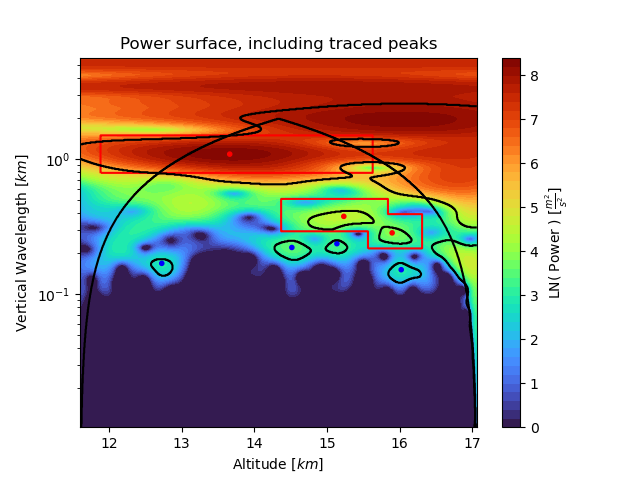 Power surface, including traced peaks
Vertical Wavelength [km]
10⁰
10⁻¹
12 13 14 15 16 17
Altitude [km]
8
7
6
5
4
3
2
1
0
LN( Power ) [m²/s²]